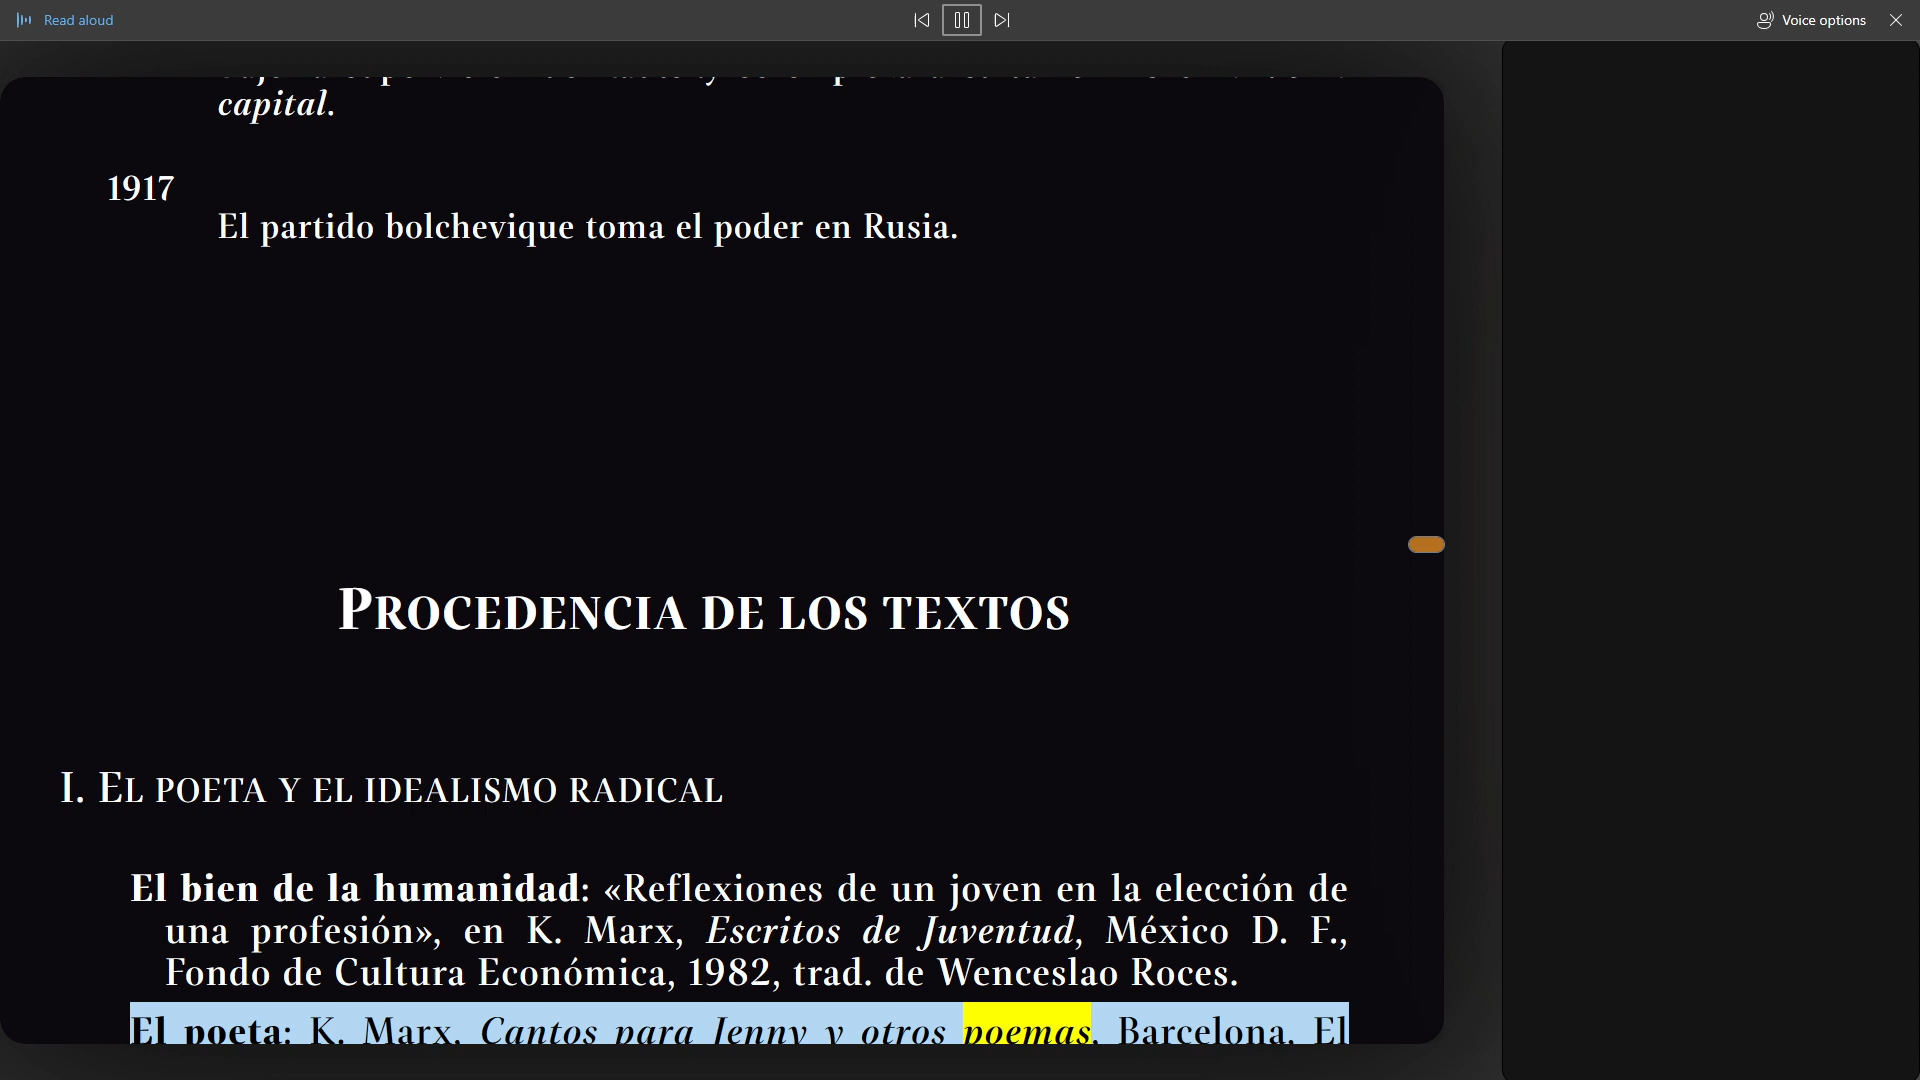 Read aloud
Voice options
capital.
1917
El partido bolchevique toma el poder en Rusia.
PROCEDENCIA DE LOS TEXTOS
I. EL POETA Y EL IDEALISMO RADICAL
El bien de la humanidad: «Reflexiones de un joven en la elección de
una profesión», en K. Marx, Escritos de Juventud, México D. F.,
Fondo de Cultura Económica, 1982, trad. de Wenceslao Roces.
El poeta: K. Marx, Cantos para Jenny y otros poemas, Barcelona, El